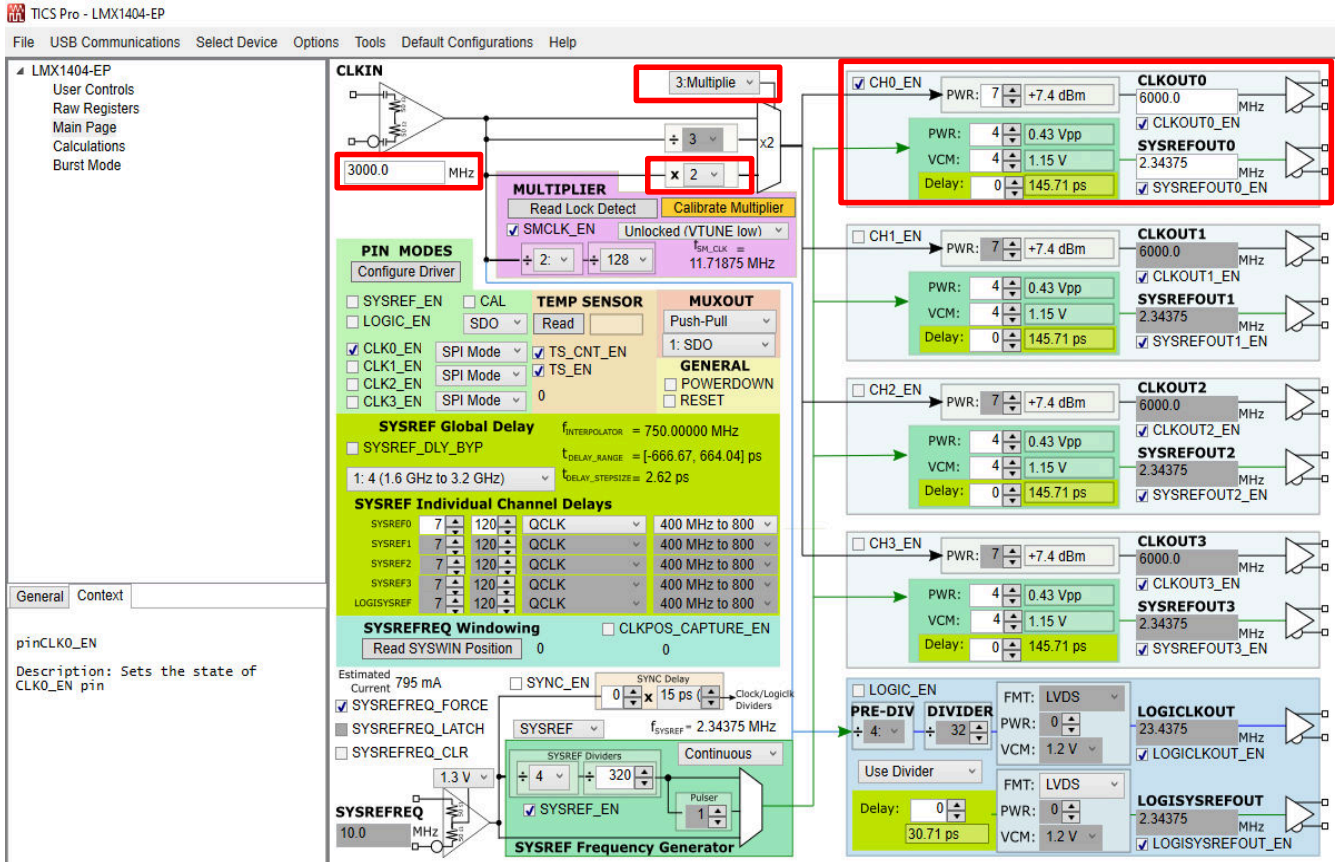 TICS Pro - LMX1404-EP
File USB Communications Select Device Options Tools Default Configurations Help
LMX1404-EP
User Controls
Raw Registers
Main Page
Calculations
Burst Mode
General Context
pinCLK0_EN
Description: Sets the state of
CLK0_EN pin
CLKIN
50 Ω
50 Ω
3000.0 MHz
3:Multiplie
÷ 3
x 2
x2
MULTIPLIER
Read Lock Detect Calibrate Multiplier
SMCLK_EN Unlocked (VTUNE low)
÷ 2: ÷ 128
tSM_CLK =
11.71875 MHz
PIN MODES
Configure Driver
SYSREF_EN CAL
LOGIC_EN SDO
CLK0_EN SPI Mode
CLK1_EN
CLK2_EN SPI Mode
CLK3_EN SPI Mode
TEMP SENSOR
Read
TS_CNT_EN
TS_EN
0
MUXOUT
Push-Pull
1: SDO
GENERAL
POWERDOWN
RESET
SYSREF Global Delay
SYSREF_DLY_BYP
1: 4 (1.6 GHz to 3.2 GHz)
fINTERPOLATOR = 750.00000 MHz
tDELAY_RANGE = [-666.67, 664.04] ps
tDELAY_STEPSIZE = 2.62 ps
SYSREF Individual Channel Delays
SYSREF0 7 120 QCLK 400 MHz to 800
SYSREF1 7 120 QCLK 400 MHz to 800
SYSREF2 7 120 QCLK 400 MHz to 800
SYSREF3 7 120 QCLK 400 MHz to 800
LOGISYSREF 7 120 QCLK 400 MHz to 800
SYSREFREQ Windowing CLKPOS_CAPTURE_EN
Read SYSWIN Position 0 0
Estimated
Current 795 mA
SYSREFREQ_FORCE
SYSREFREQ_LATCH
SYSREFREQ_CLR
SYNC_EN
SYNC Delay
0 x 15 ps (
Clock/Logiclk
Dividers
SYSREF fSYSREF = 2.34375 MHz
Continuous
SYSREF Dividers
÷ 4 ÷ 320
SYSREF_EN
Pulser
1
1.3 V
SYSREFREQ
10.0 MHz
50 Ω
50 Ω
SYSREF Frequency Generator
CH0_EN
PWR: 7 +7.4 dBm
PWR: 4 0.43 Vpp
VCM: 4 1.15 V
Delay: 0 145.71 ps
CLKOUT0
6000.0 MHz
CLKOUT0_EN
SYSREFOUT0
2.34375 MHz
SYSREFOUT0_EN
CH1_EN
PWR: 7 +7.4 dBm
PWR: 4 0.43 Vpp
VCM: 4 1.15 V
Delay: 0 145.71 ps
CLKOUT1
6000.0 MHz
CLKOUT1_EN
SYSREFOUT1
2.34375 MHz
SYSREFOUT1_EN
CH2_EN
PWR: 7 +7.4 dBm
PWR: 4 0.43 Vpp
VCM: 4 1.15 V
Delay: 0 145.71 ps
CLKOUT2
6000.0 MHz
CLKOUT2_EN
SYSREFOUT2
2.34375 MHz
SYSREFOUT2_EN
CH3_EN
PWR: 7 +7.4 dBm
PWR: 4 0.43 Vpp
VCM: 4 1.15 V
Delay: 0 145.71 ps
CLKOUT3
6000.0 MHz
CLKOUT3_EN
SYSREFOUT3
2.34375 MHz
SYSREFOUT3_EN
LOGIC_EN
PRE-DIV DIVIDER
÷ 4: ÷ 32
Use Divider
Delay: 0
30.71 ps
FMT: LVDS
PWR: 0
VCM: 1.2 V
LOGICLKOUT
23.4375 MHz
LOGICLKOUT_EN
FMT: LVDS
PWR: 0
VCM: 1.2 V
LOGISYSREFOUT
2.34375 MHz
LOGISYSREFOUT_EN